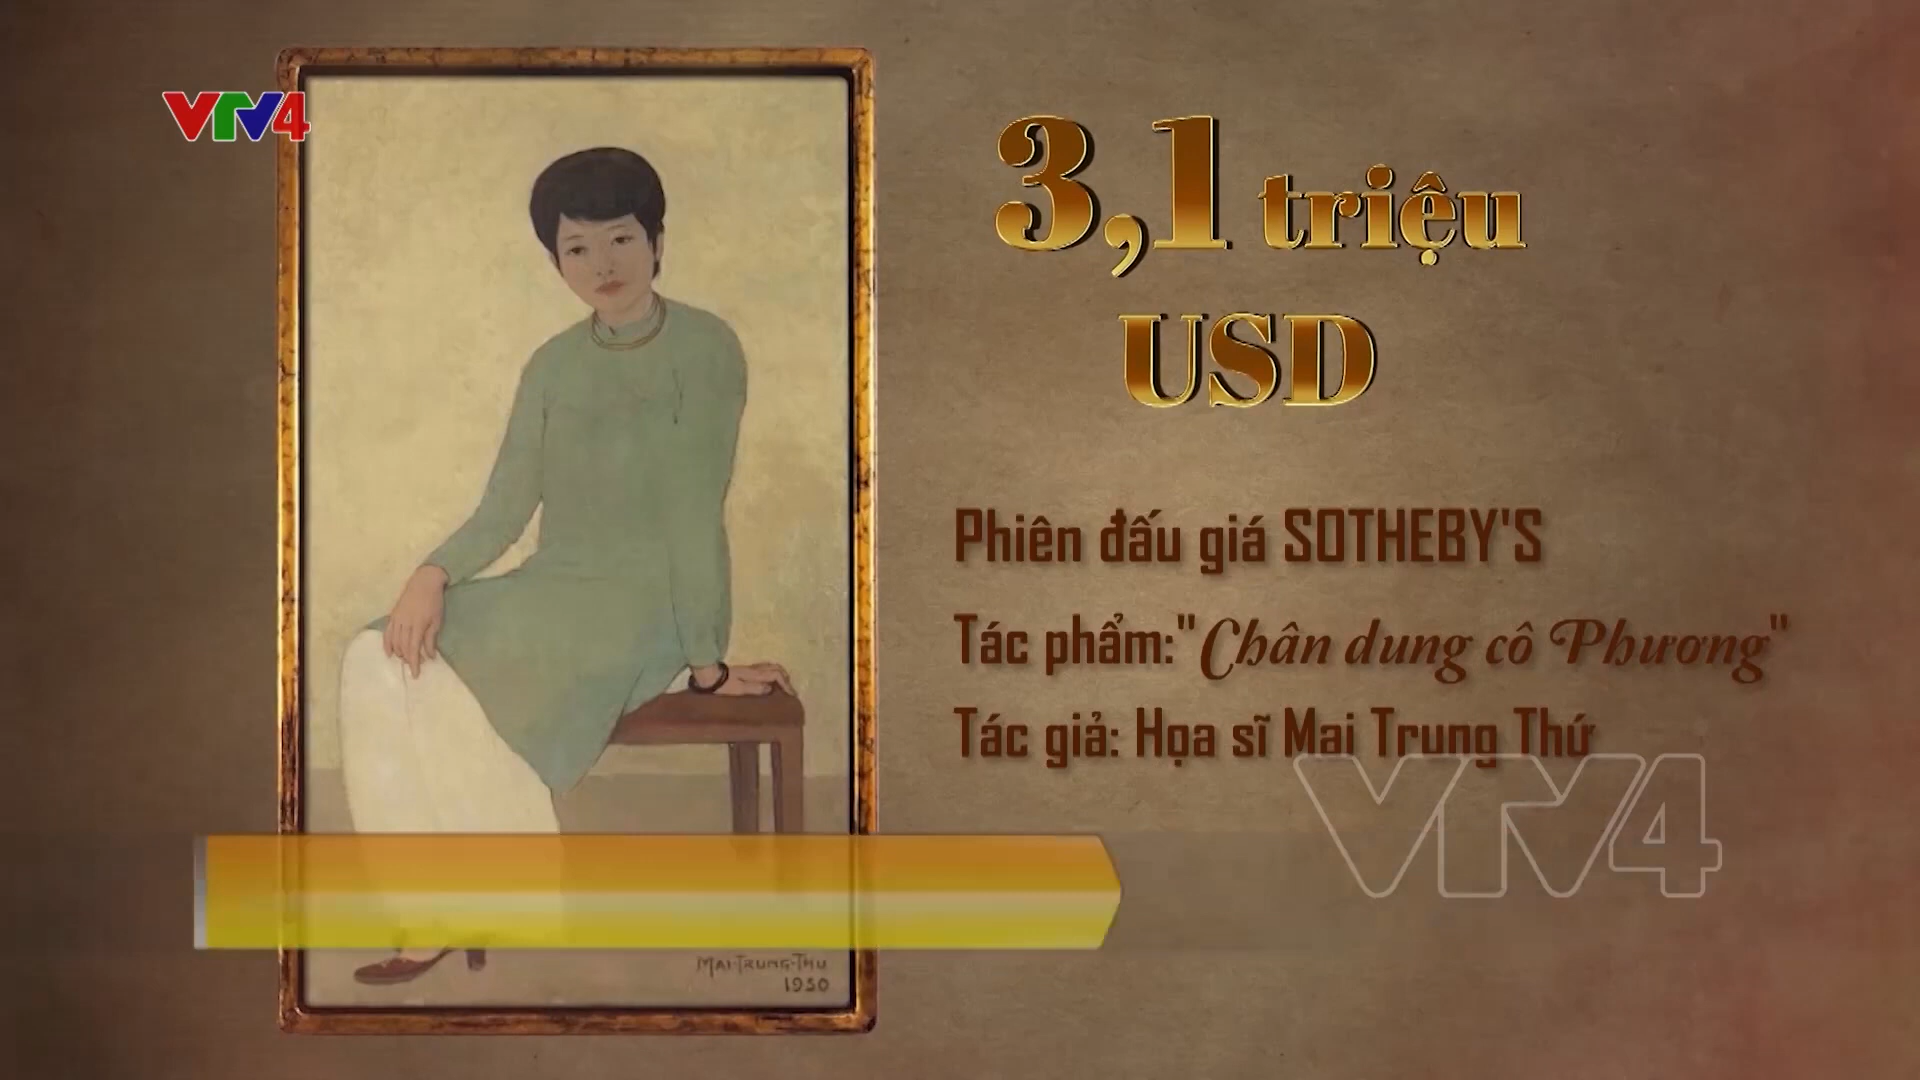 VTV4
3,1 triệu
USD
Phiên đấu giá SOTHEBY'S
Tác phẩm:"Chân dung cô Phương"
Tác giả: Họa sĩ Mai Trung Thứ
VTV4
MAI-TRUNG-THU
1930